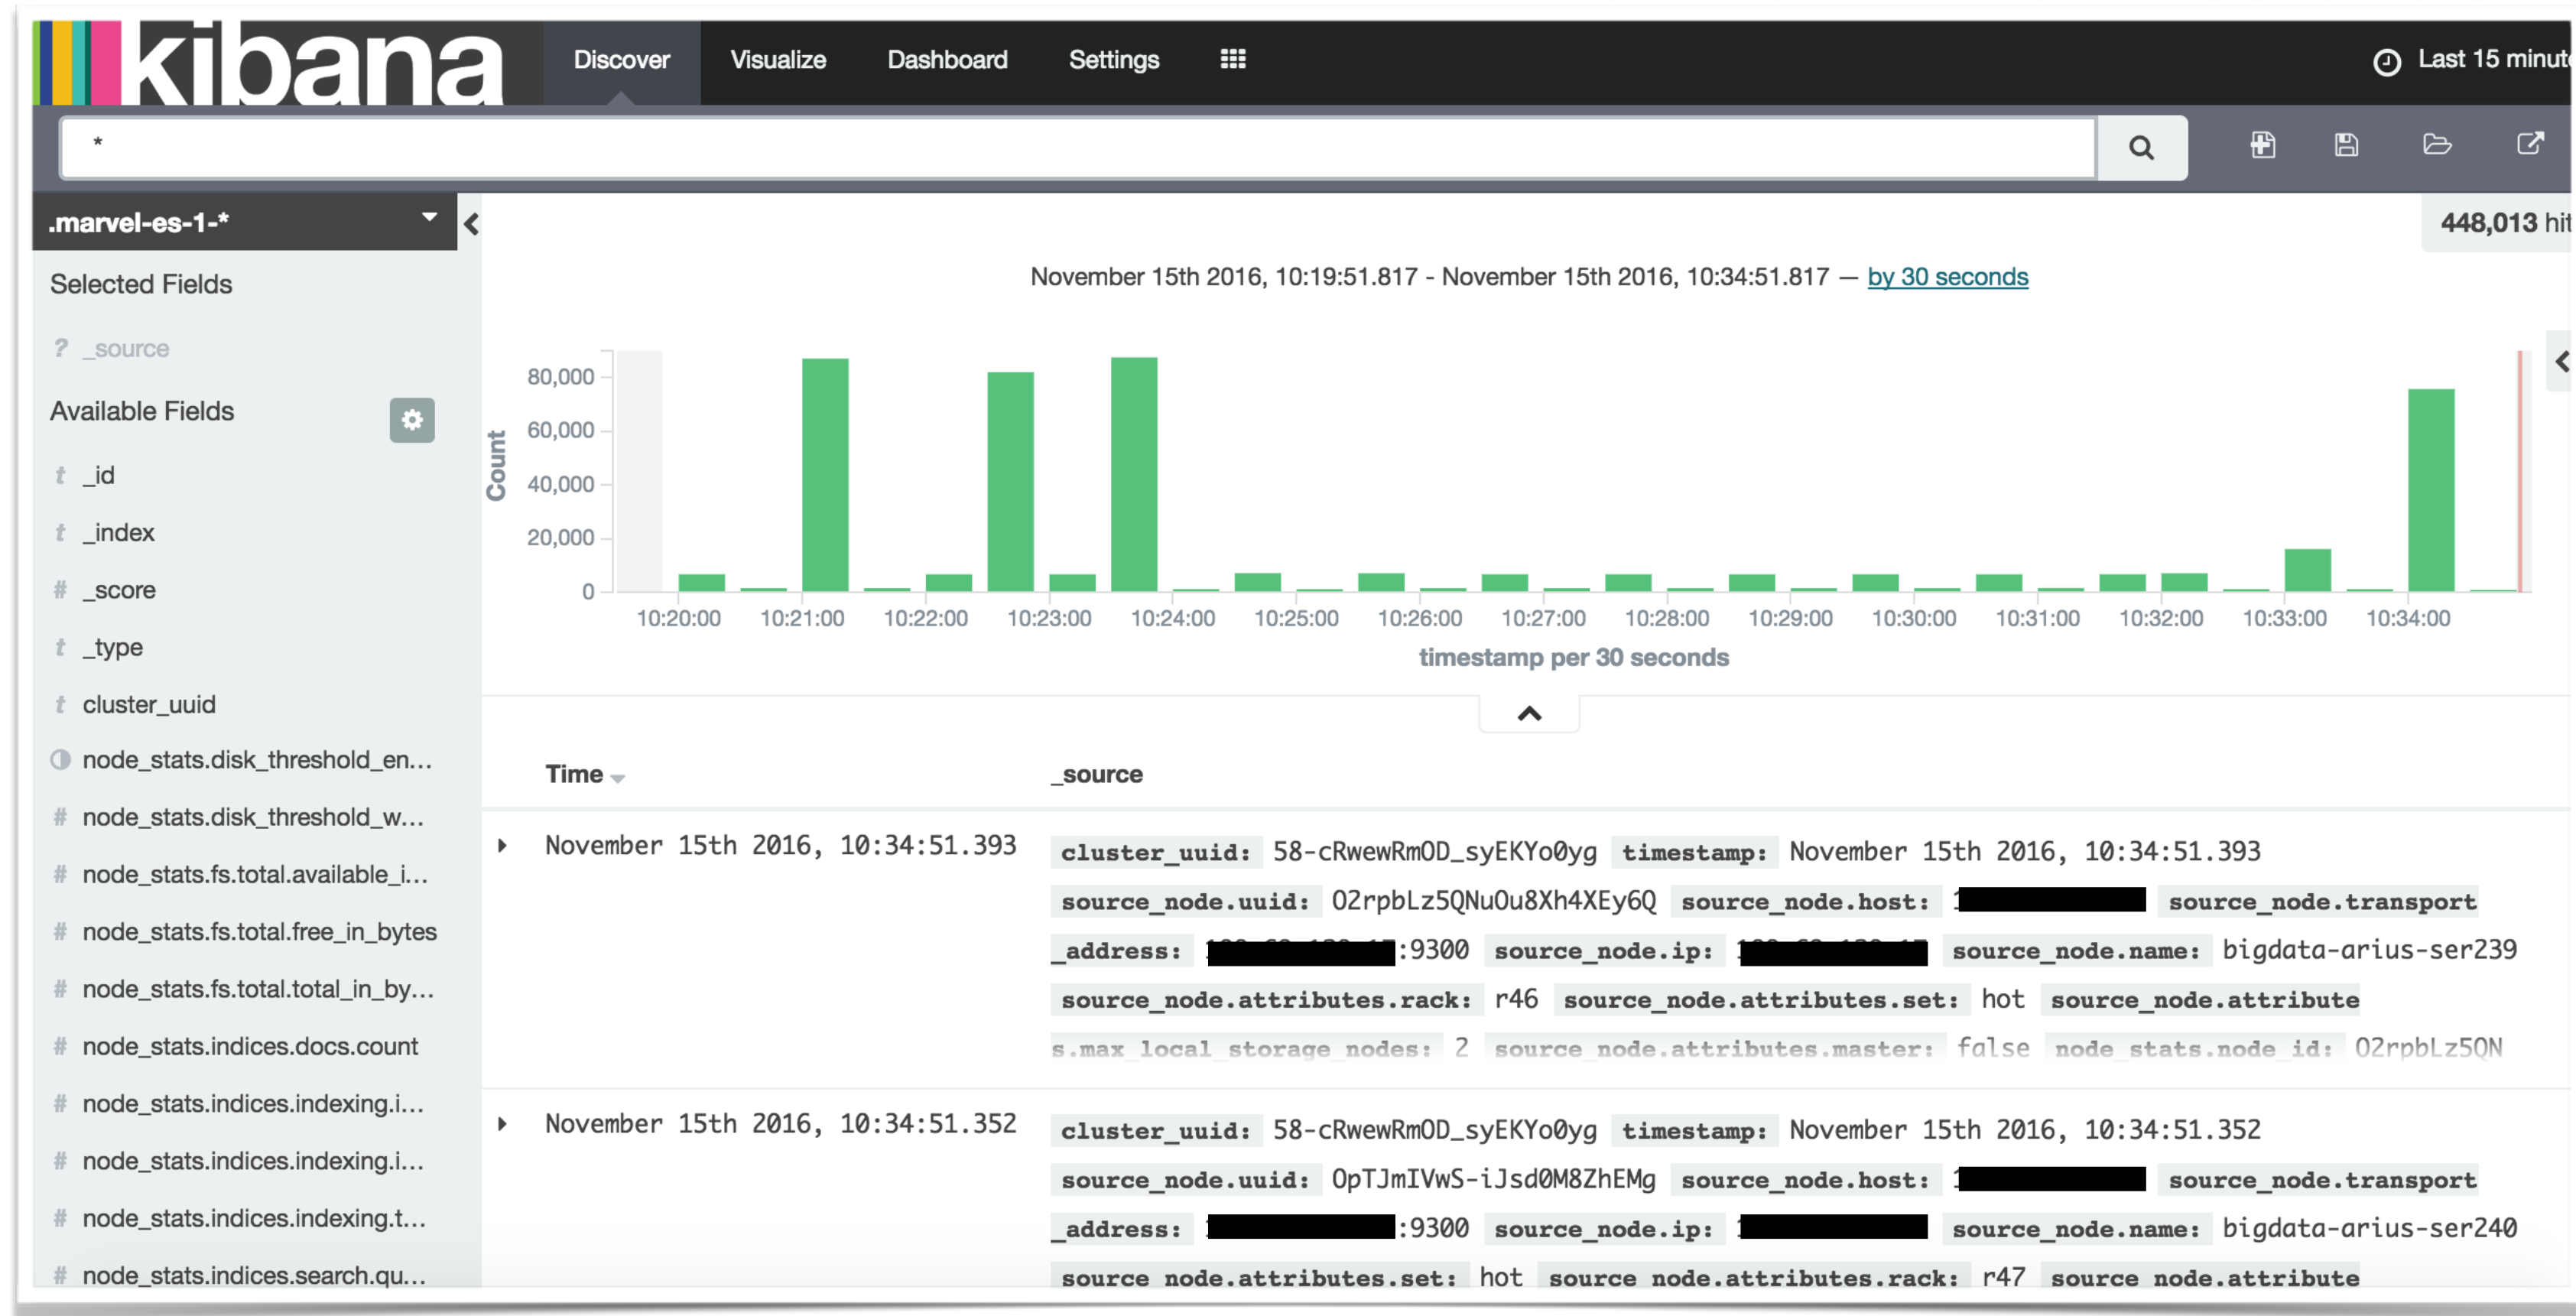 kibana Discover Visualize Dashboard Settings Last 15 minute
*
.marvel-es-1-*
448,013 hit
Selected Fields
? _source
Available Fields
t _id
t _index
# _score
t _type
t cluster_uuid
node_stats.disk_threshold_en...
# node_stats.disk_threshold_w...
# node_stats.fs.total.available_i...
# node_stats.fs.total.free_in_bytes
# node_stats.fs.total.total_in_by...
# node_stats.indices.docs.count
# node_stats.indices.indexing.i...
# node_stats.indices.indexing.i...
# node_stats.indices.indexing.t...
# node_stats.indices.search.qu...
November 15th 2016, 10:19:51.817 - November 15th 2016, 10:34:51.817 — by 30 seconds
Count
80,000
60,000
40,000
20,000
0
10:20:00 10:21:00 10:22:00 10:23:00 10:24:00 10:25:00 10:26:00 10:27:00 10:28:00 10:29:00 10:30:00 10:31:00 10:32:00 10:33:00 10:34:00
timestamp per 30 seconds
Time _source
November 15th 2016, 10:34:51.393 cluster_uuid: 58-cRwewRmOD_syEKYo0yg timestamp: November 15th 2016, 10:34:51.393
source_node.uuid: O2rpbLz5QNuOu8Xh4XEy6Q source_node.host: source_node.transport
_address: :9300 source_node.ip: source_node.name: bigdata-arius-ser239
source_node.attributes.rack: r46 source_node.attributes.set: hot source_node.attribute
s.max_local_storage_nodes: 2 source_node.attributes.master: false node_stats.node_id: O2rpbLz5QN
November 15th 2016, 10:34:51.352 cluster_uuid: 58-cRwewRmOD_syEKYo0yg timestamp: November 15th 2016, 10:34:51.352
source_node.uuid: OpTJmIVwS-iJsd0M8ZhEMg source_node.host: source_node.transport
_address: :9300 source_node.ip: source_node.name: bigdata-arius-ser240
source_node.attributes.set: hot source_node.attributes.rack: r47 source_node.attribute